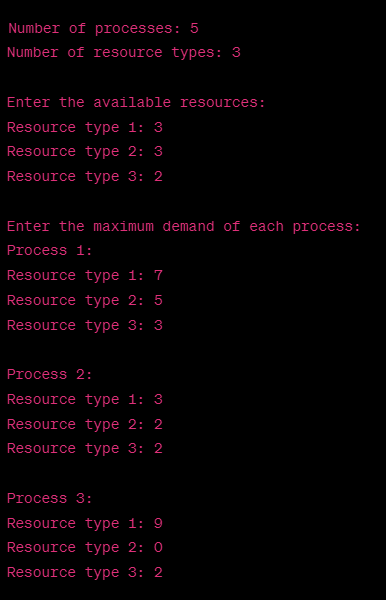 Number of processes: 5
Number of resource types: 3
Enter the available resources:
Resource type 1: 3
Resource type 2: 3
Resource type 3: 2
Enter the maximum demand of each process:
Process 1:
Resource type 1: 7
Resource type 2: 5
Resource type 3: 3
Process 2:
Resource type 1: 3
Resource type 2: 2
Resource type 3: 2
Process 3:
Resource type 1: 9
Resource type 2: 0
Resource type 3: 2